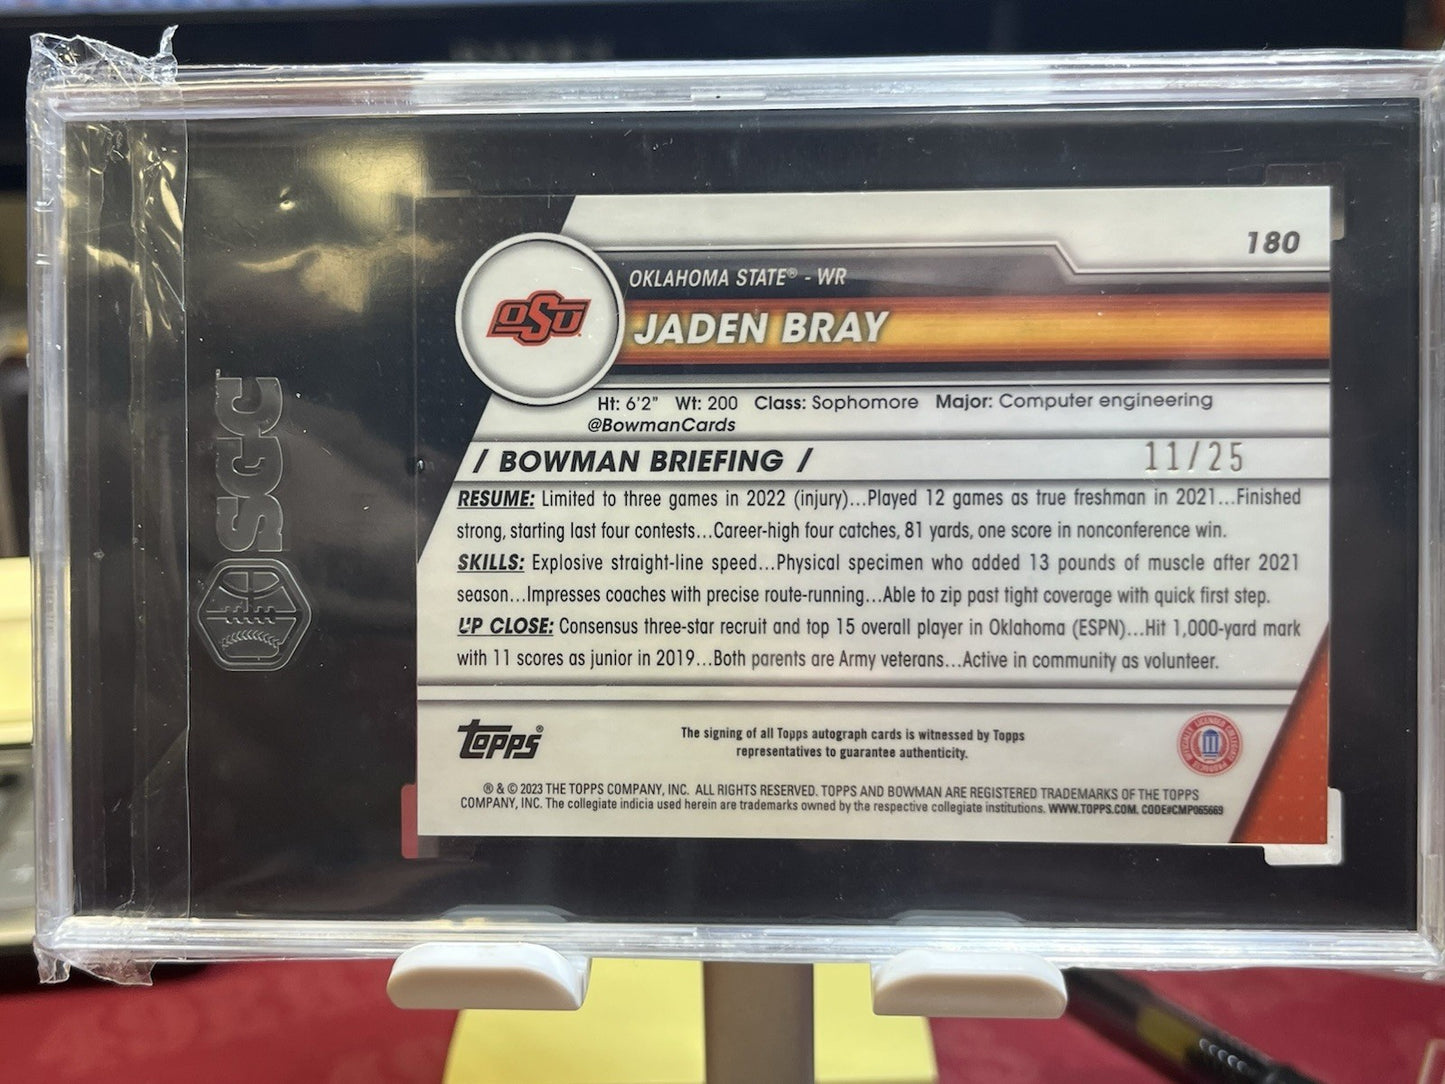 180
OKLAHOMA STATE® - WR
OSU
JADEN BRAY
Ht: 6'2" Wt: 200 Class: Sophomore Major: Computer engineering
@BowmanCards
/ BOWMAN BRIEFING /
11/25
RESUME: Limited to three games in 2022 (injury)...Played 12 games as true freshman in 2021...Finished
strong, starting last four contests...Career-high four catches, 81 yards, one score in nonconference win.
SKILLS: Explosive straight-line speed...Physical specimen who added 13 pounds of muscle after 2021
season...Impresses coaches with precise route-running...Able to zip past tight coverage with quick first step.
UP CLOSE: Consensus three-star recruit and top 15 overall player in Oklahoma (ESPN)...Hit 1,000-yard mark
with 11 scores as junior in 2019...Both parents are Army veterans...Active in community as volunteer.
topps®
The signing of all Topps autograph cards is witnessed by Topps
representatives to guarantee authenticity.
® & © 2023 THE TOPPS COMPANY, INC. ALL RIGHTS RESERVED. TOPPS AND BOWMAN ARE REGISTERED TRADEMARKS OF THE TOPPS
COMPANY, INC. The collegiate indicia used herein are trademarks owned by the respective collegiate institutions. WWW.TOPPS.COM. CODE#CMP065669
SGC